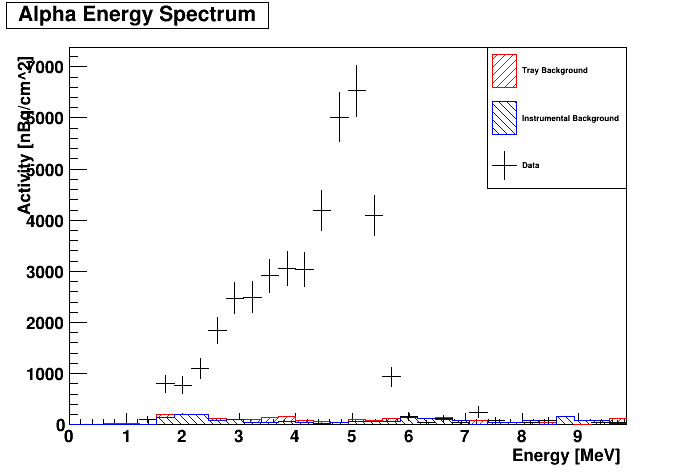 Alpha Energy Spectrum
Activity [nBq/cm^2]
7000
6000
5000
4000
3000
2000
1000
0
0 1 2 3 4 5 6 7 8 9
Energy [MeV]
Tray Background
Instrumental Background
Data